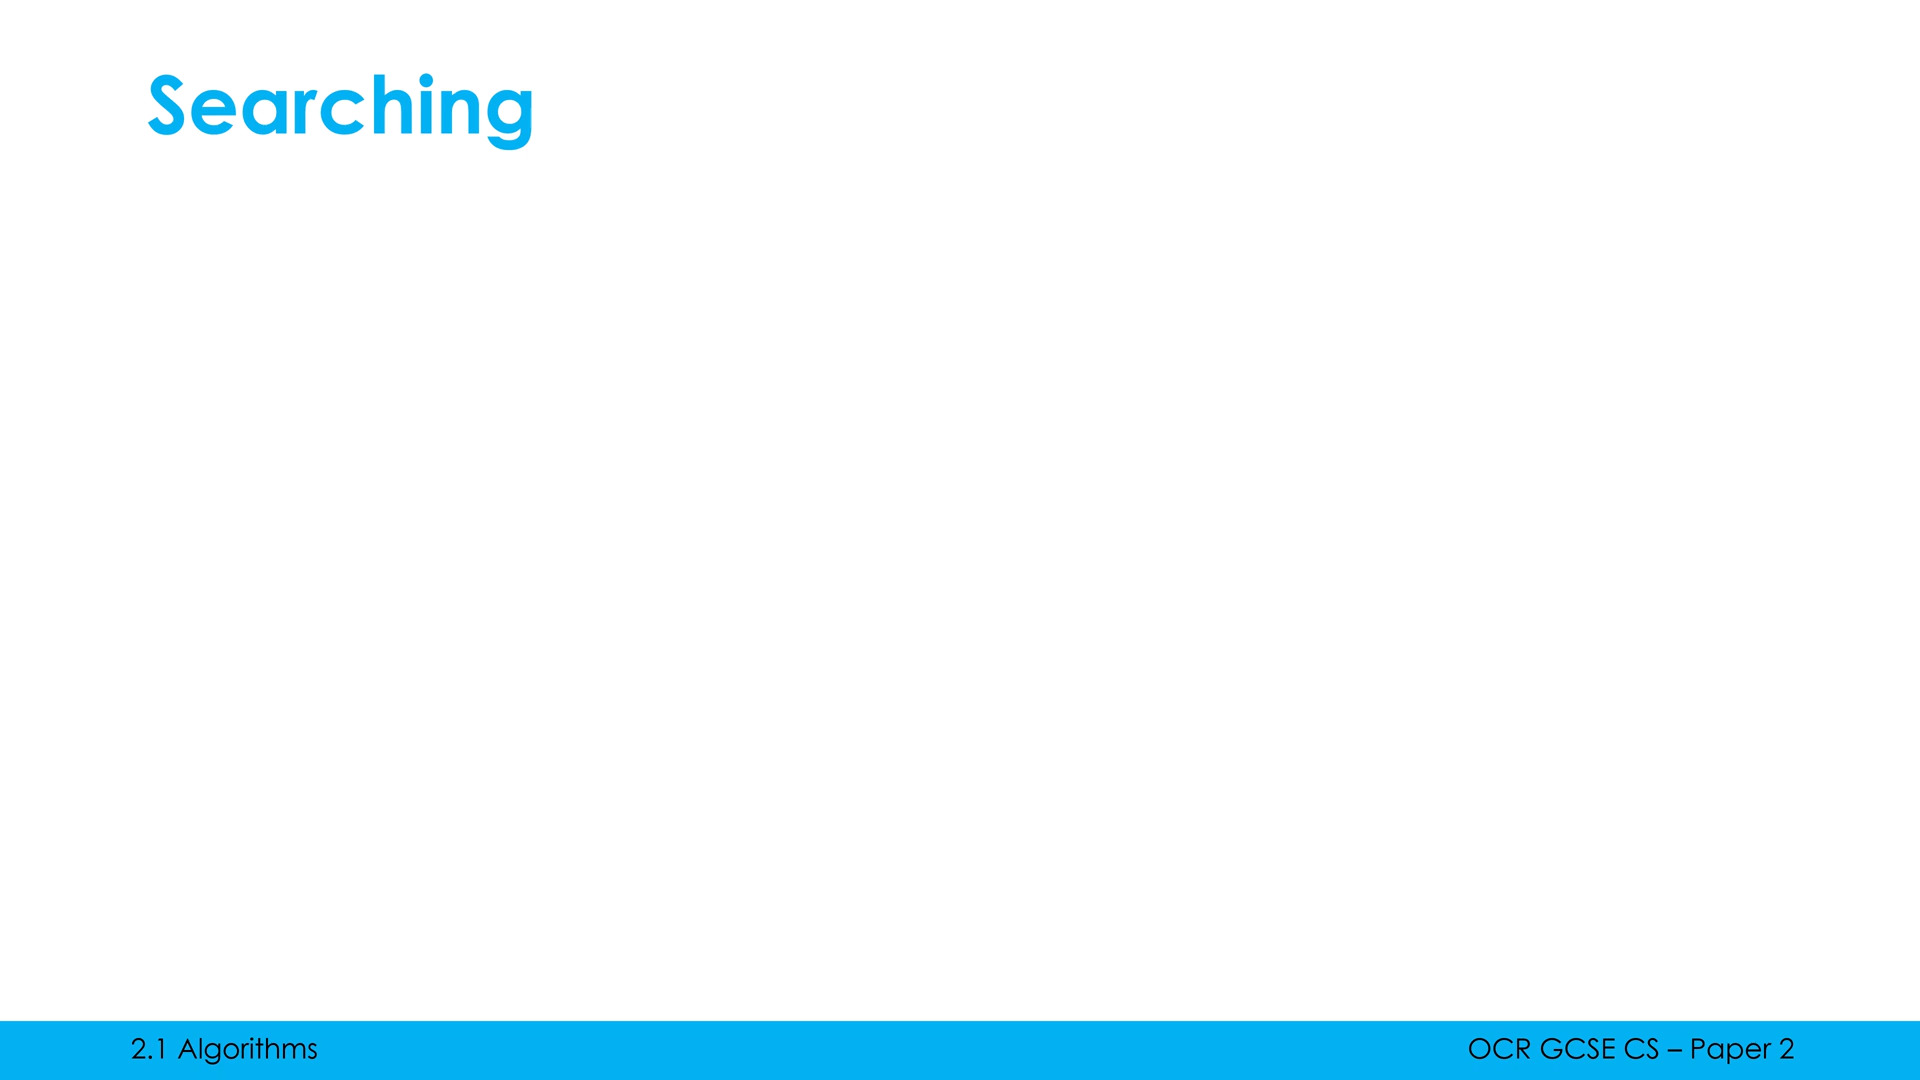 Searching
2.1 Algorithms
OCR GCSE CS – Paper 2